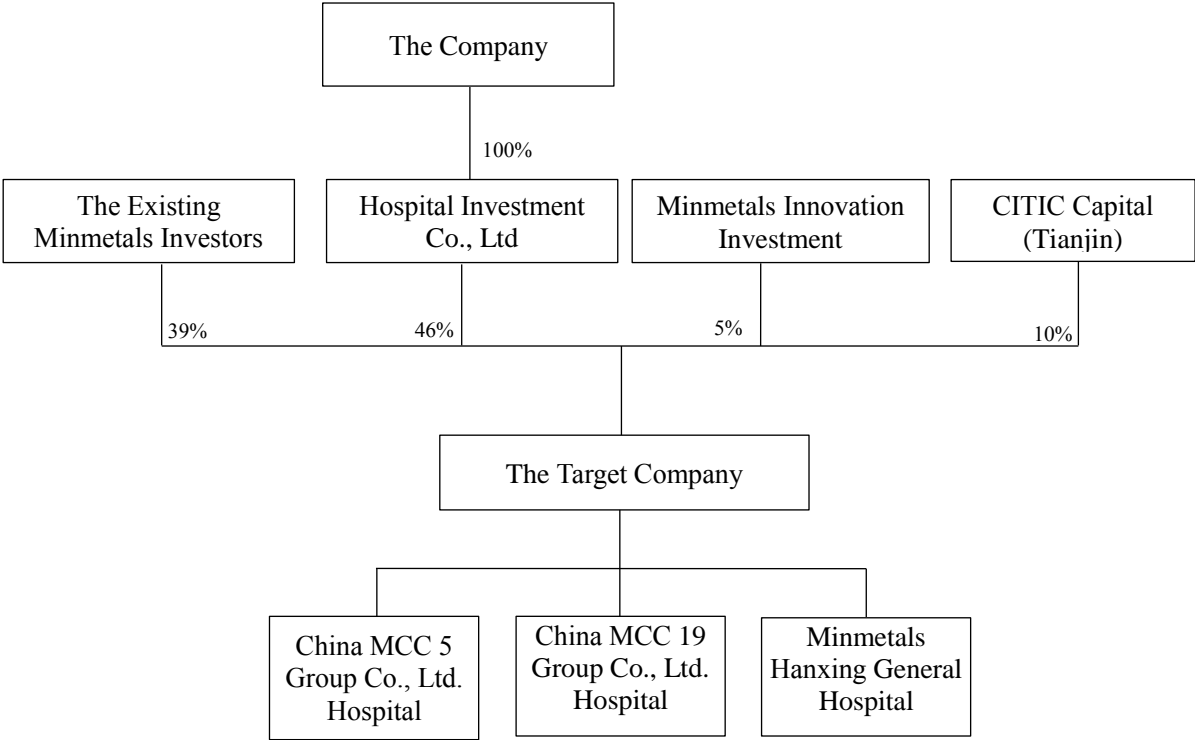 The Company
100%
The Existing
Minmetals Investors
Hospital Investment
Co., Ltd
Minmetals Innovation
Investment
CITIC Capital
(Tianjin)
39%
46%
5%
10%
The Target Company
China MCC 5
Group Co., Ltd.
Hospital
China MCC 19
Group Co., Ltd.
Hospital
Minmetals
Hanxing General
Hospital